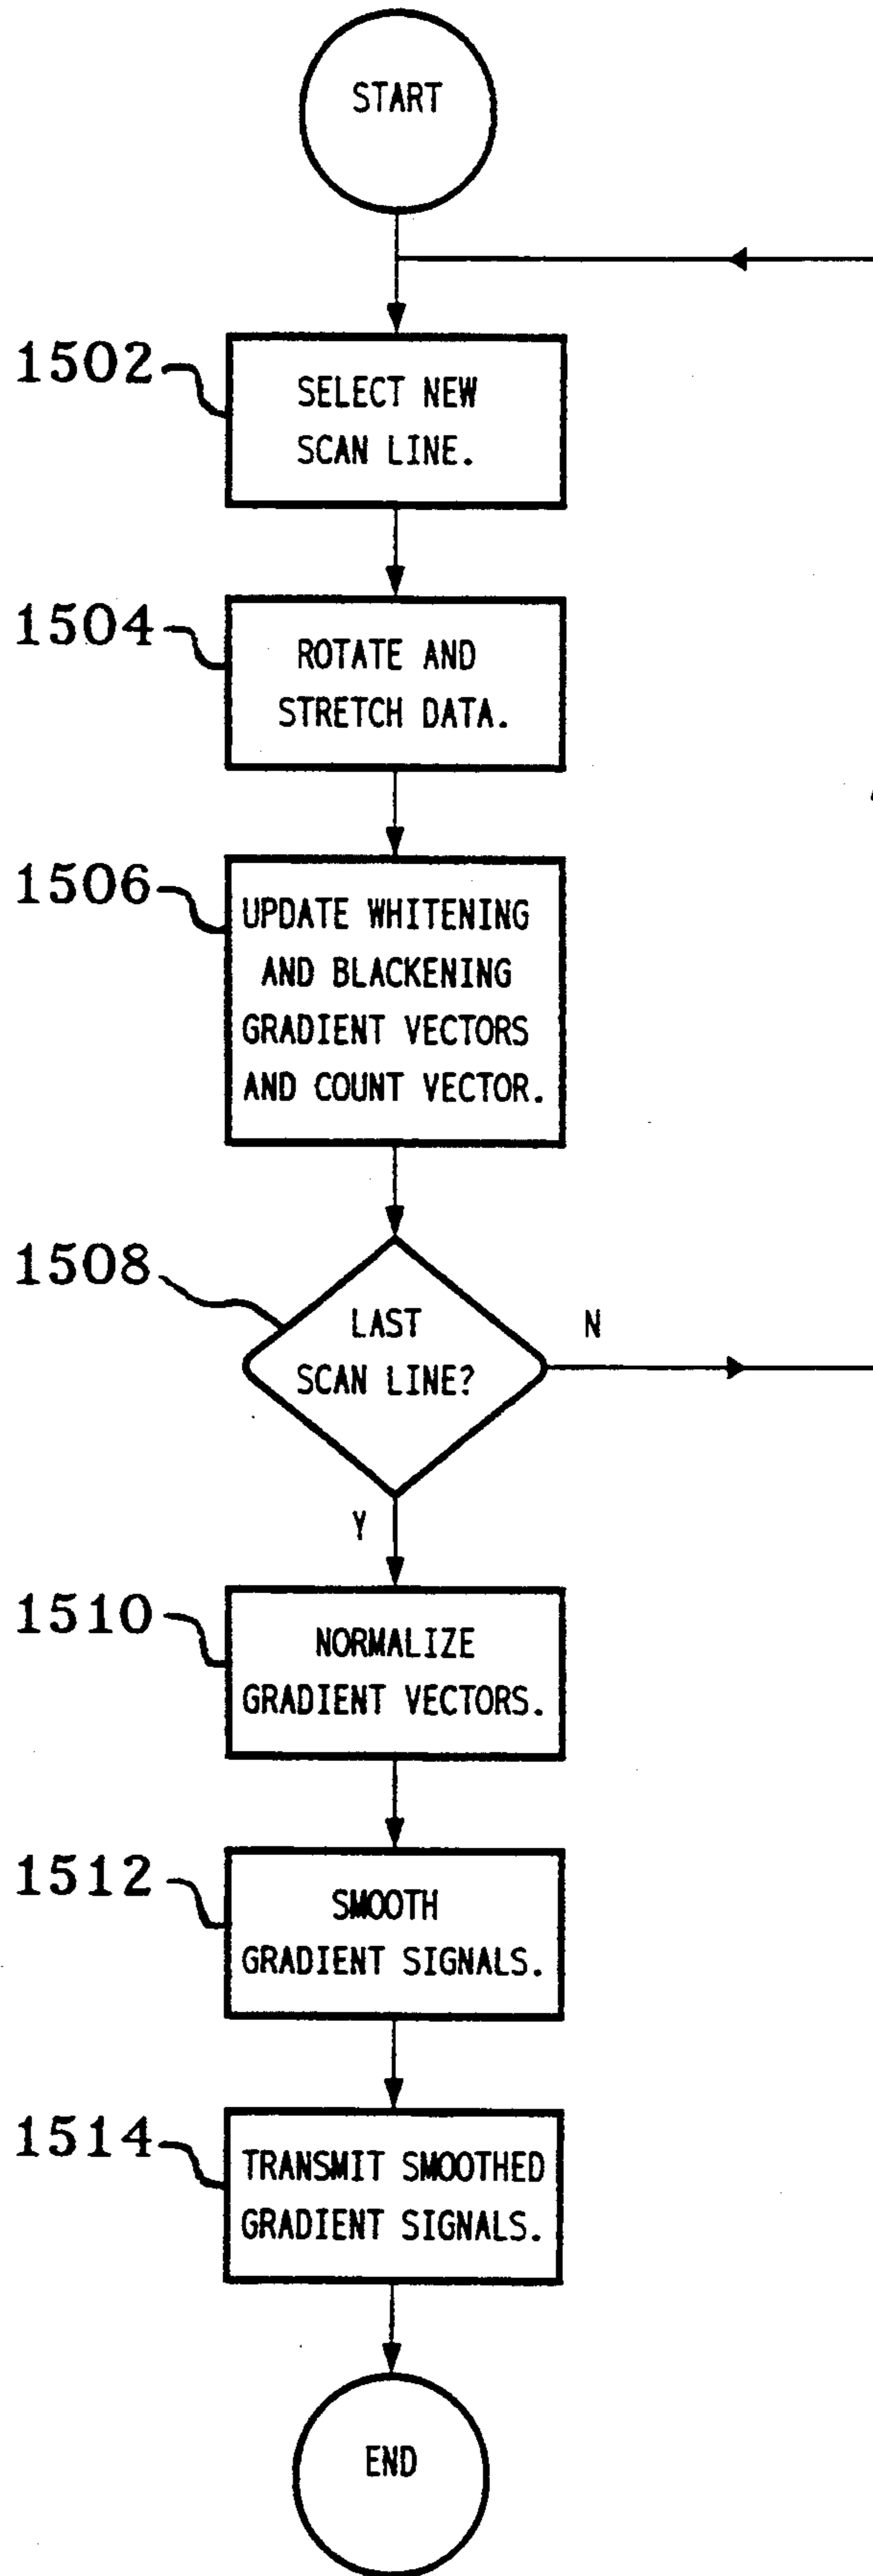 START
1502
SELECT NEW
SCAN LINE.
1504
ROTATE AND
STRETCH DATA.
1506
UPDATE WHITENING
AND BLACKENING
GRADIENT VECTORS
AND COUNT VECTOR.
1508
LAST
SCAN LINE?
N
Y
1510
NORMALIZE
GRADIENT VECTORS.
1512
SMOOTH
GRADIENT SIGNALS.
1514
TRANSMIT SMOOTHED
GRADIENT SIGNALS.
END